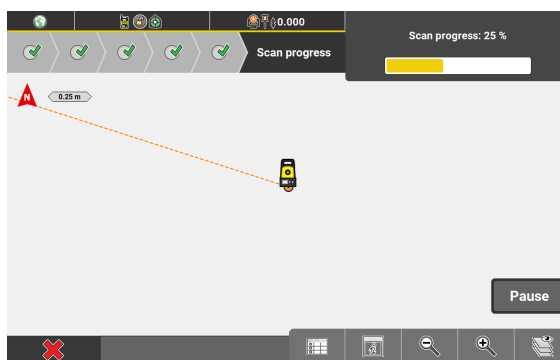 0.000
Scan progress: 25 %
Scan progress
N
0.25 m
Pause